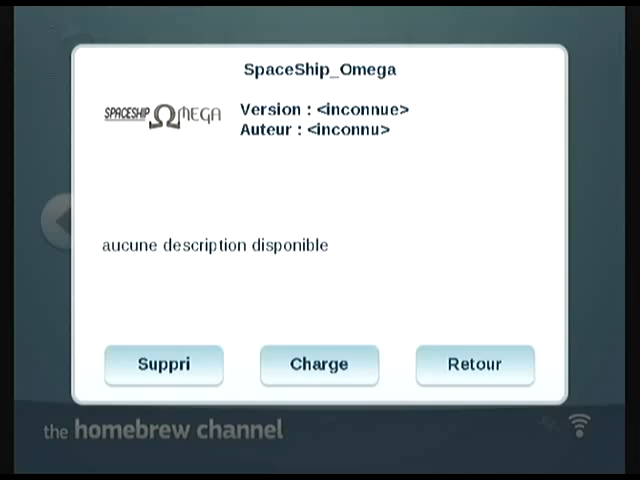 SpaceShip_Omega
SPACESHIP ΩMEGA
Version : <inconnue>
Auteur : <inconnu>
aucune description disponible
Suppri
Charge
Retour
the homebrew channel